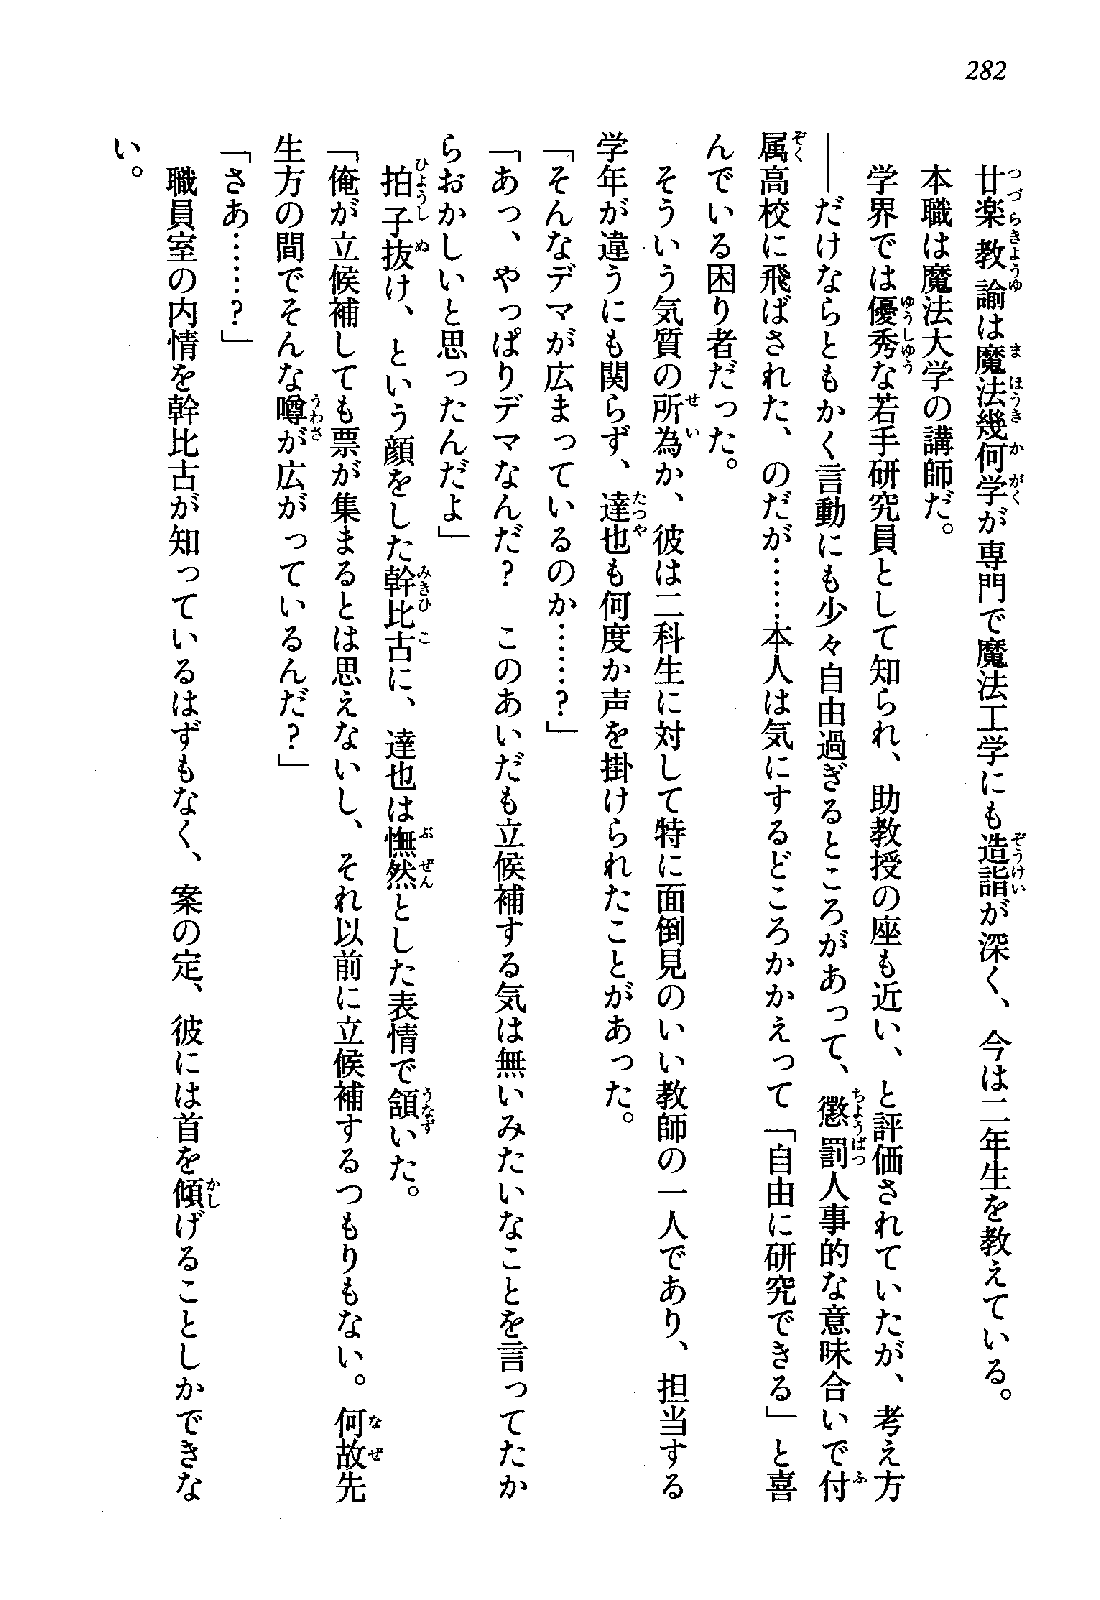 282
廿楽教諭は魔法幾何学が専門で魔法工学にも造詣が深く、今は二年生を教えている。
本職は魔法大学の講師だ。
学界では優秀な若手研究員として知られ、助教授の座も近い、と評価されていたが、考え方
――だけならともかく言動にも少々自由過ぎるところがあって、懲罰人事的な意味合いで付
属高校に飛ばされた、のだが……本人は気にするどころかかえって「自由に研究できる」と喜
んでいる困り者だった。
そういう気質の所為か、彼は二科生に対して特に面倒見のいい教師の一人であり、担当する
学年が違うにも関らず、達也も何度か声を掛けられたことがあった。
「そんなデマが広まっているのか……?」
「あっ、やっぱりデマなんだ?　このあいだも立候補する気は無いみたいなことを言ってたか
らおかしいと思ったんだよ」
拍子抜け、という顔をした幹比古に、達也は憮然とした表情で頷いた。
「俺が立候補しても票が集まるとは思えないし、それ以前に立候補するつもりもない。何故先
生方の間でそんな噂が広がっているんだ?」
「さあ……?」
職員室の内情を幹比古が知っているはずもなく、案の定、彼には首を傾げることしかできな
い。